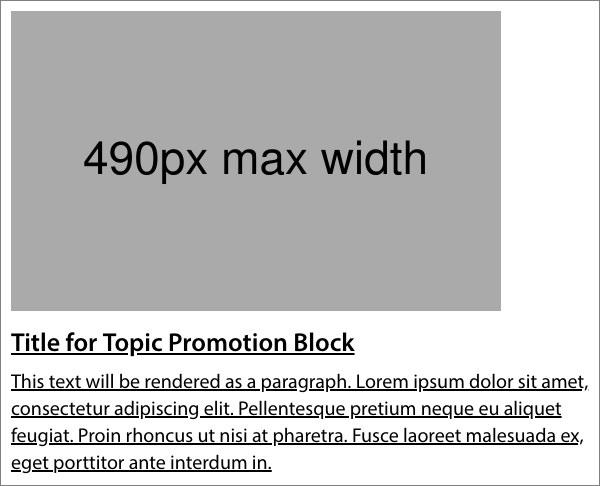 490px max width
Title for Topic Promotion Block
This text will be rendered as a paragraph. Lorem ipsum dolor sit amet,
consectetur adipiscing elit. Pellentesque pretium neque eu aliquet
feugiat. Proin rhoncus ut nisi at pharetra. Fusce laoreet malesuada ex,
eget porttitor ante interdum in.